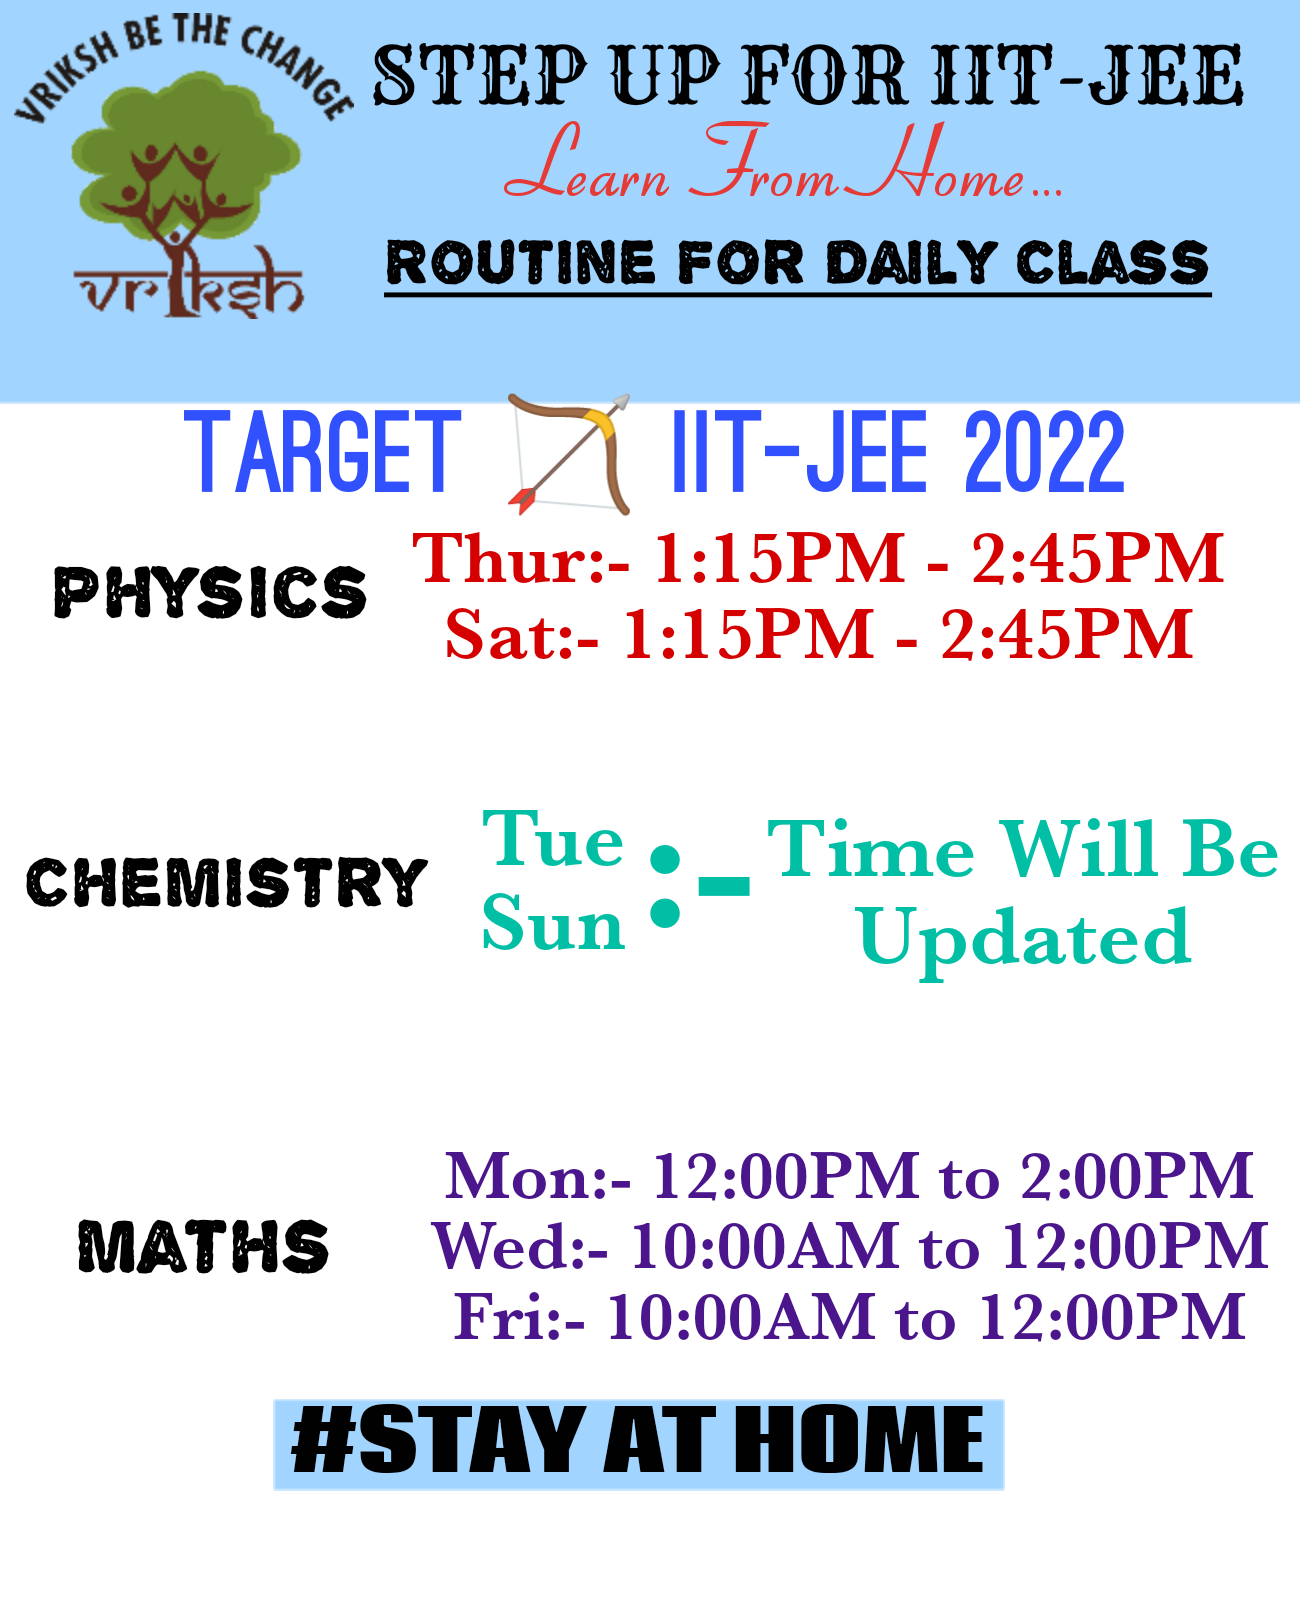 VRIKSH BE THE CHANGE
vriksh
STEP UP FOR IIT-JEE
Learn From Home...
ROUTINE FOR DAILY CLASS
TARGET 🏹 IIT-JEE 2022
PHYSICS
Thur:- 1:15PM - 2:45PM
Sat:- 1:15PM - 2:45PM
CHEMISTRY
Tue
Sun
:-
Time Will Be
Updated
MATHS
Mon:- 12:00PM to 2:00PM
Wed:- 10:00AM to 12:00PM
Fri:- 10:00AM to 12:00PM
#STAY AT HOME